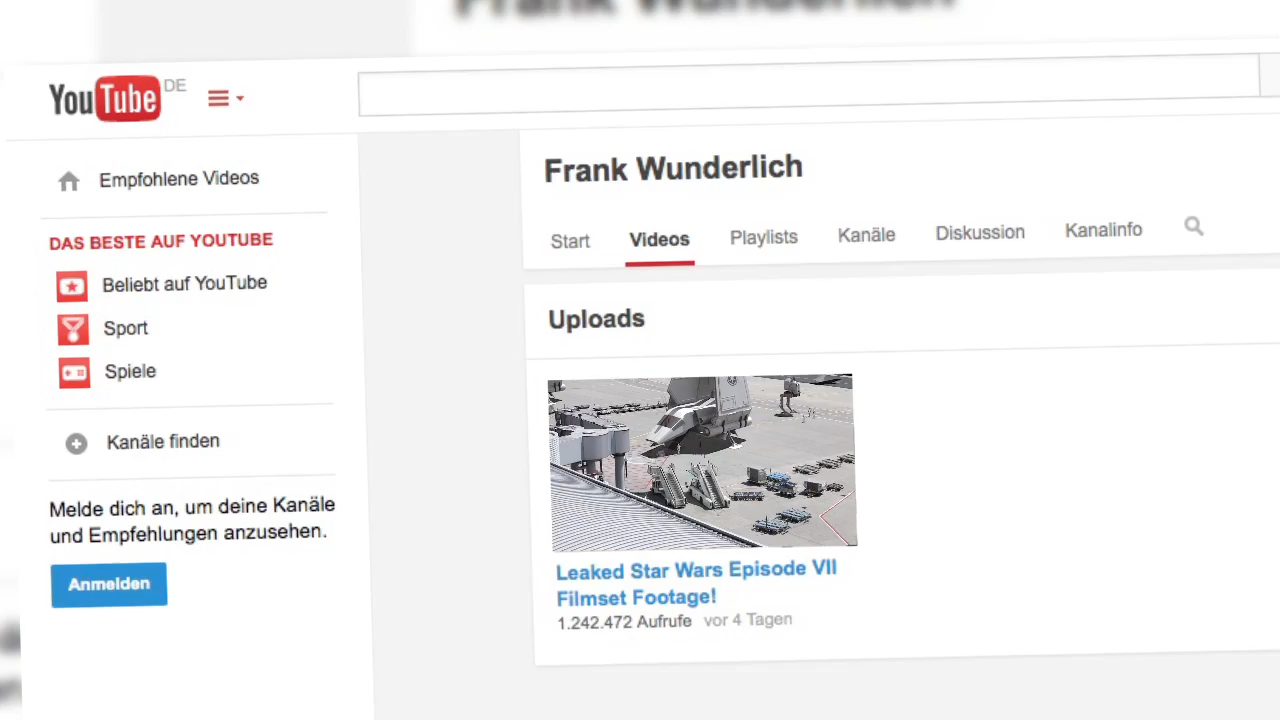 Frank Wunderlich
YouTube DE
Frank Wunderlich
Empfohlene Videos
Start Videos Playlists Kanäle Diskussion Kanalinfo
DAS BESTE AUF YOUTUBE
Beliebt auf YouTube
Sport
Spiele
Uploads
Kanäle finden
Melde dich an, um deine Kanäle
und Empfehlungen anzusehen.
Anmelden
Leaked Star Wars Episode VII
Filmset Footage!
1.242.472 Aufrufe vor 4 Tagen